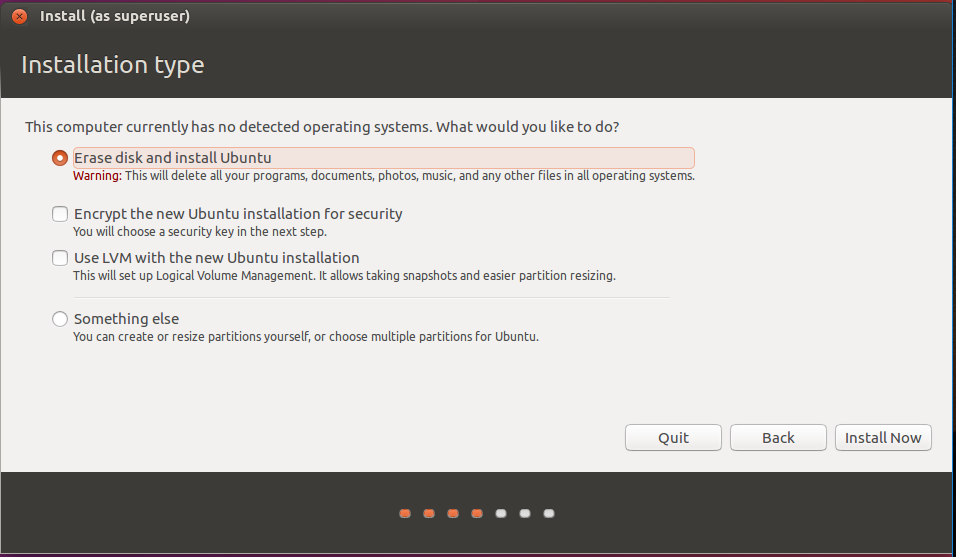 Install (as superuser)
Installation type
This computer currently has no detected operating systems. What would you like to do?
Erase disk and install Ubuntu
Warning: This will delete all your programs, documents, photos, music, and any other files in all operating systems.
Encrypt the new Ubuntu installation for security
You will choose a security key in the next step.
Use LVM with the new Ubuntu installation
This will set up Logical Volume Management. It allows taking snapshots and easier partition resizing.
Something else
You can create or resize partitions yourself, or choose multiple partitions for Ubuntu.
Quit Back Install Now